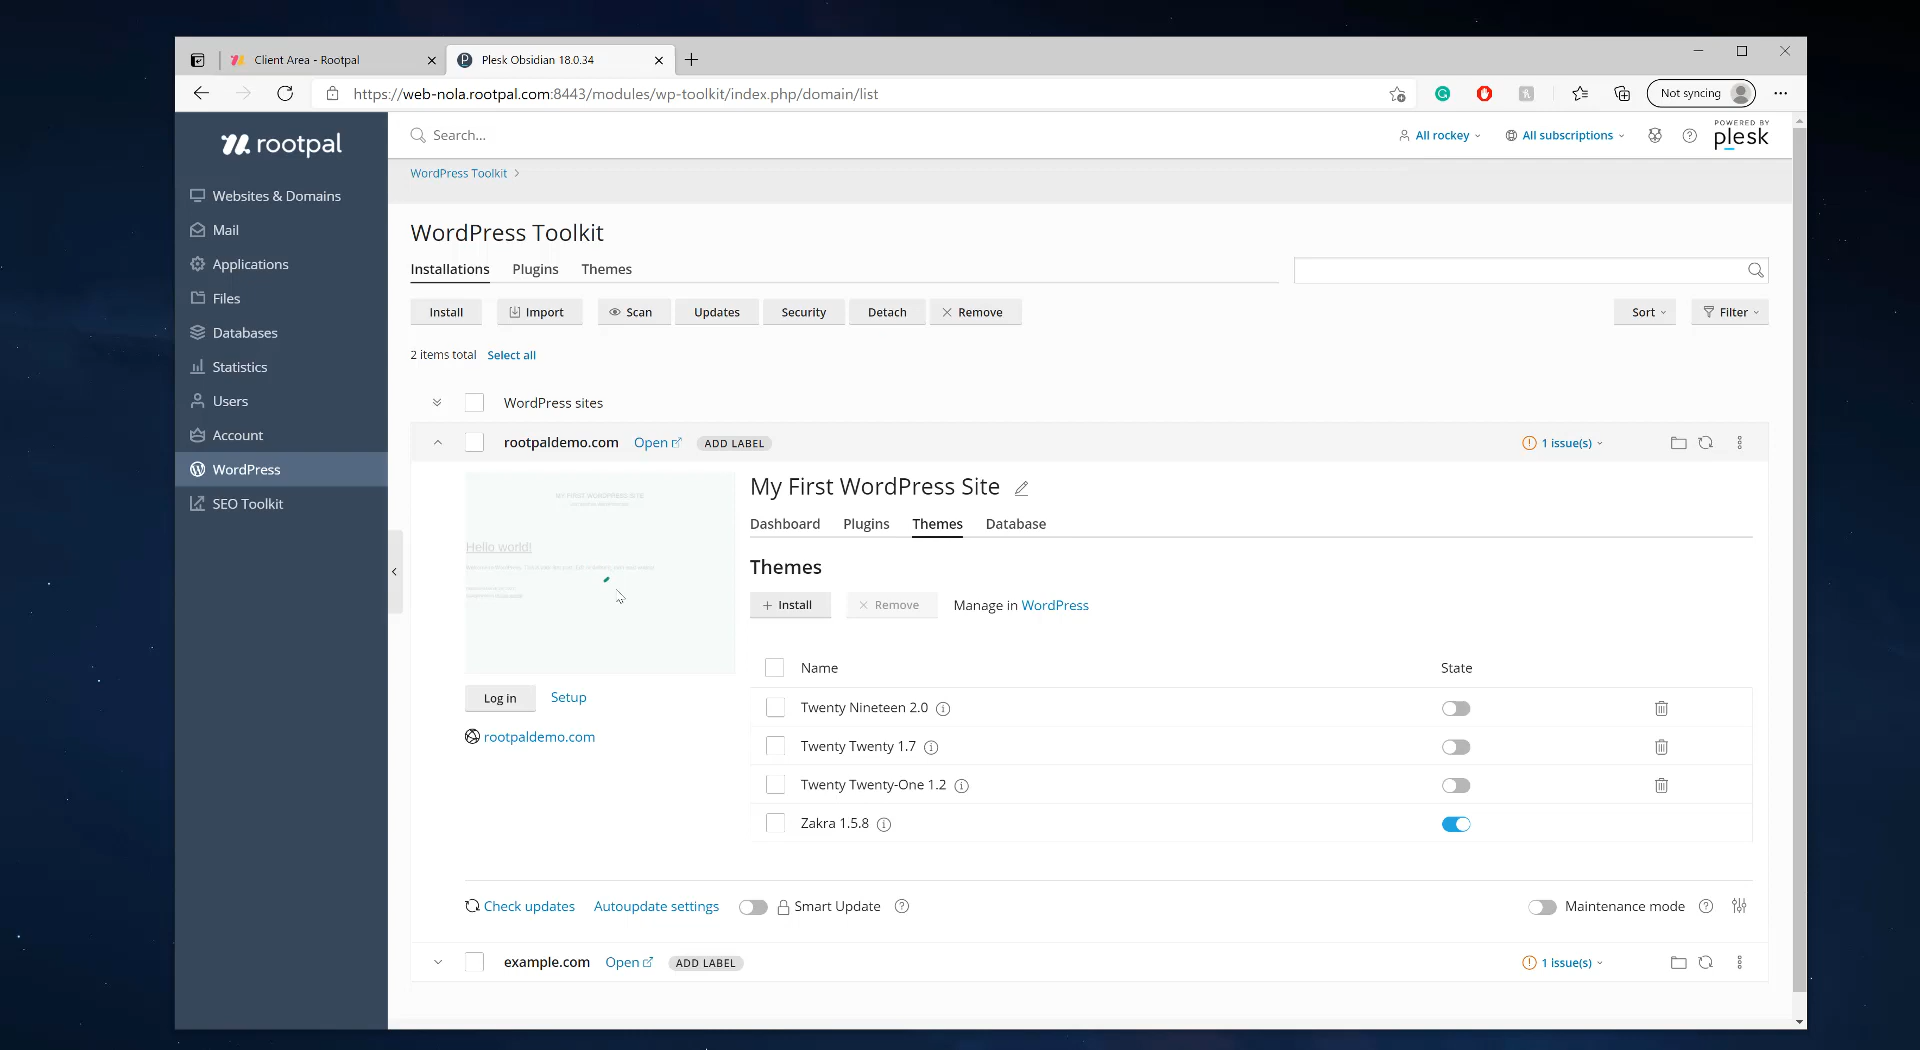 Client Area - Rootpal
Plesk Obsidian 18.0.34
https://web-nola.rootpal.com:8443/modules/wp-toolkit/index.php/domain/list
Not syncing
rootpal
Search...
All rockey
All subscriptions
POWERED BY
plesk
WordPress Toolkit
Websites & Domains
Mail
Applications
Files
Databases
Statistics
Users
Account
WordPress
SEO Toolkit
WordPress Toolkit
Installations Plugins Themes
Install Import Scan Updates Security Detach Remove Sort Filter
2 items total Select all
WordPress sites
rootpaldemo.com Open ADD LABEL 1 issue(s)
MY FIRST WORDPRESS SITE
Hello world!
My First WordPress Site
Dashboard Plugins Themes Database
Themes
Install Remove Manage in WordPress
Name State
Twenty Nineteen 2.0
Twenty Twenty 1.7
Twenty Twenty-One 1.2
Zakra 1.5.8
Log in Setup
rootpaldemo.com
Check updates Autoupdate settings Smart Update Maintenance mode
example.com Open ADD LABEL 1 issue(s)